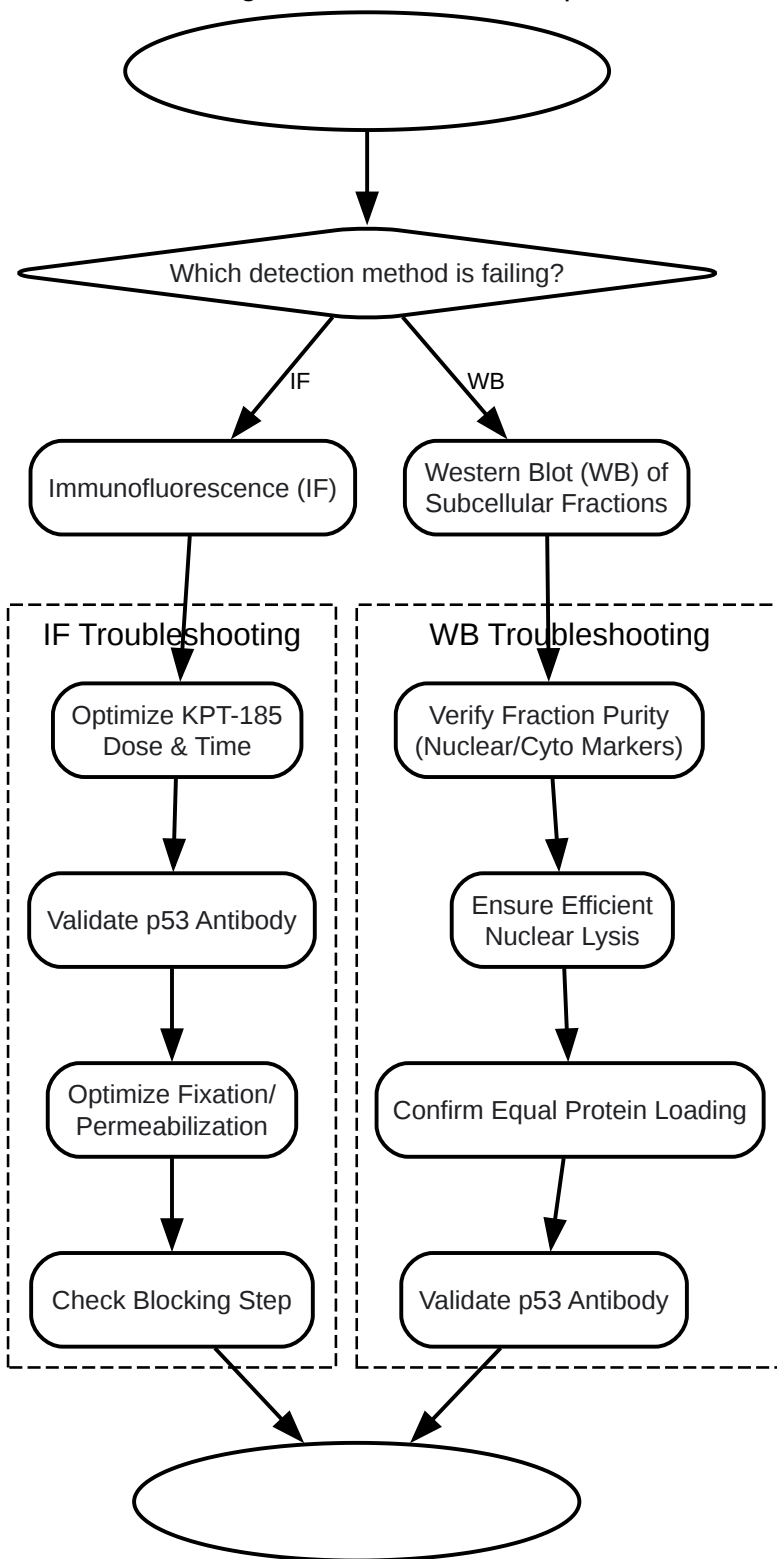 Which detection method is failing?
IF
WB
Immunofluorescence (IF)
Western Blot (WB) of
Subcellular Fractions
IF Troubleshooting
Optimize KPT-185
Dose & Time
Validate p53 Antibody
Optimize Fixation/
Permeabilization
Check Blocking Step
WB Troubleshooting
Verify Fraction Purity
(Nuclear/Cyto Markers)
Ensure Efficient
Nuclear Lysis
Confirm Equal Protein Loading
Validate p53 Antibody